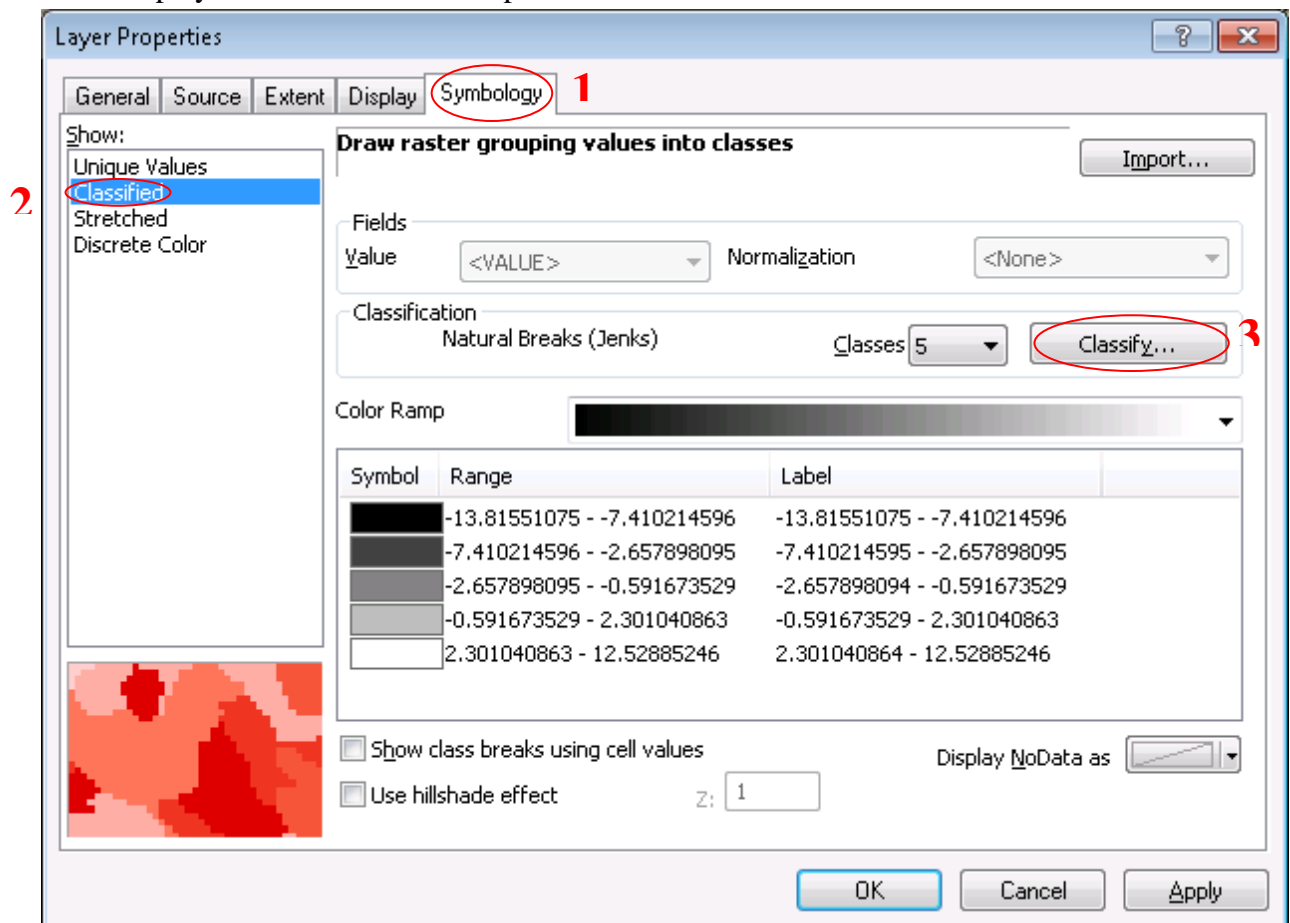 Layer Properties
General Source Extent Display Symbology 1
Show:
Unique Values
2 Classified
Stretched
Discrete Color
Draw raster grouping values into classes
Import...
Fields
Value <VALUE> Normalization <None>
Classification
Natural Breaks (Jenks) Classes 5 Classify... 3
Color Ramp
Symbol Range Label
-13.81551075 - -7.410214596 -13.81551075 - -7.410214596
-7.410214596 - -2.657898095 -7.410214595 - -2.657898095
-2.657898095 - -0.591673529 -2.657898094 - -0.591673529
-0.591673529 - 2.301040863 -0.591673529 - 2.301040863
2.301040863 - 12.52885246 2.301040864 - 12.52885246
Show class breaks using cell values Display NoData as
Use hillshade effect Z: 1
OK Cancel Apply